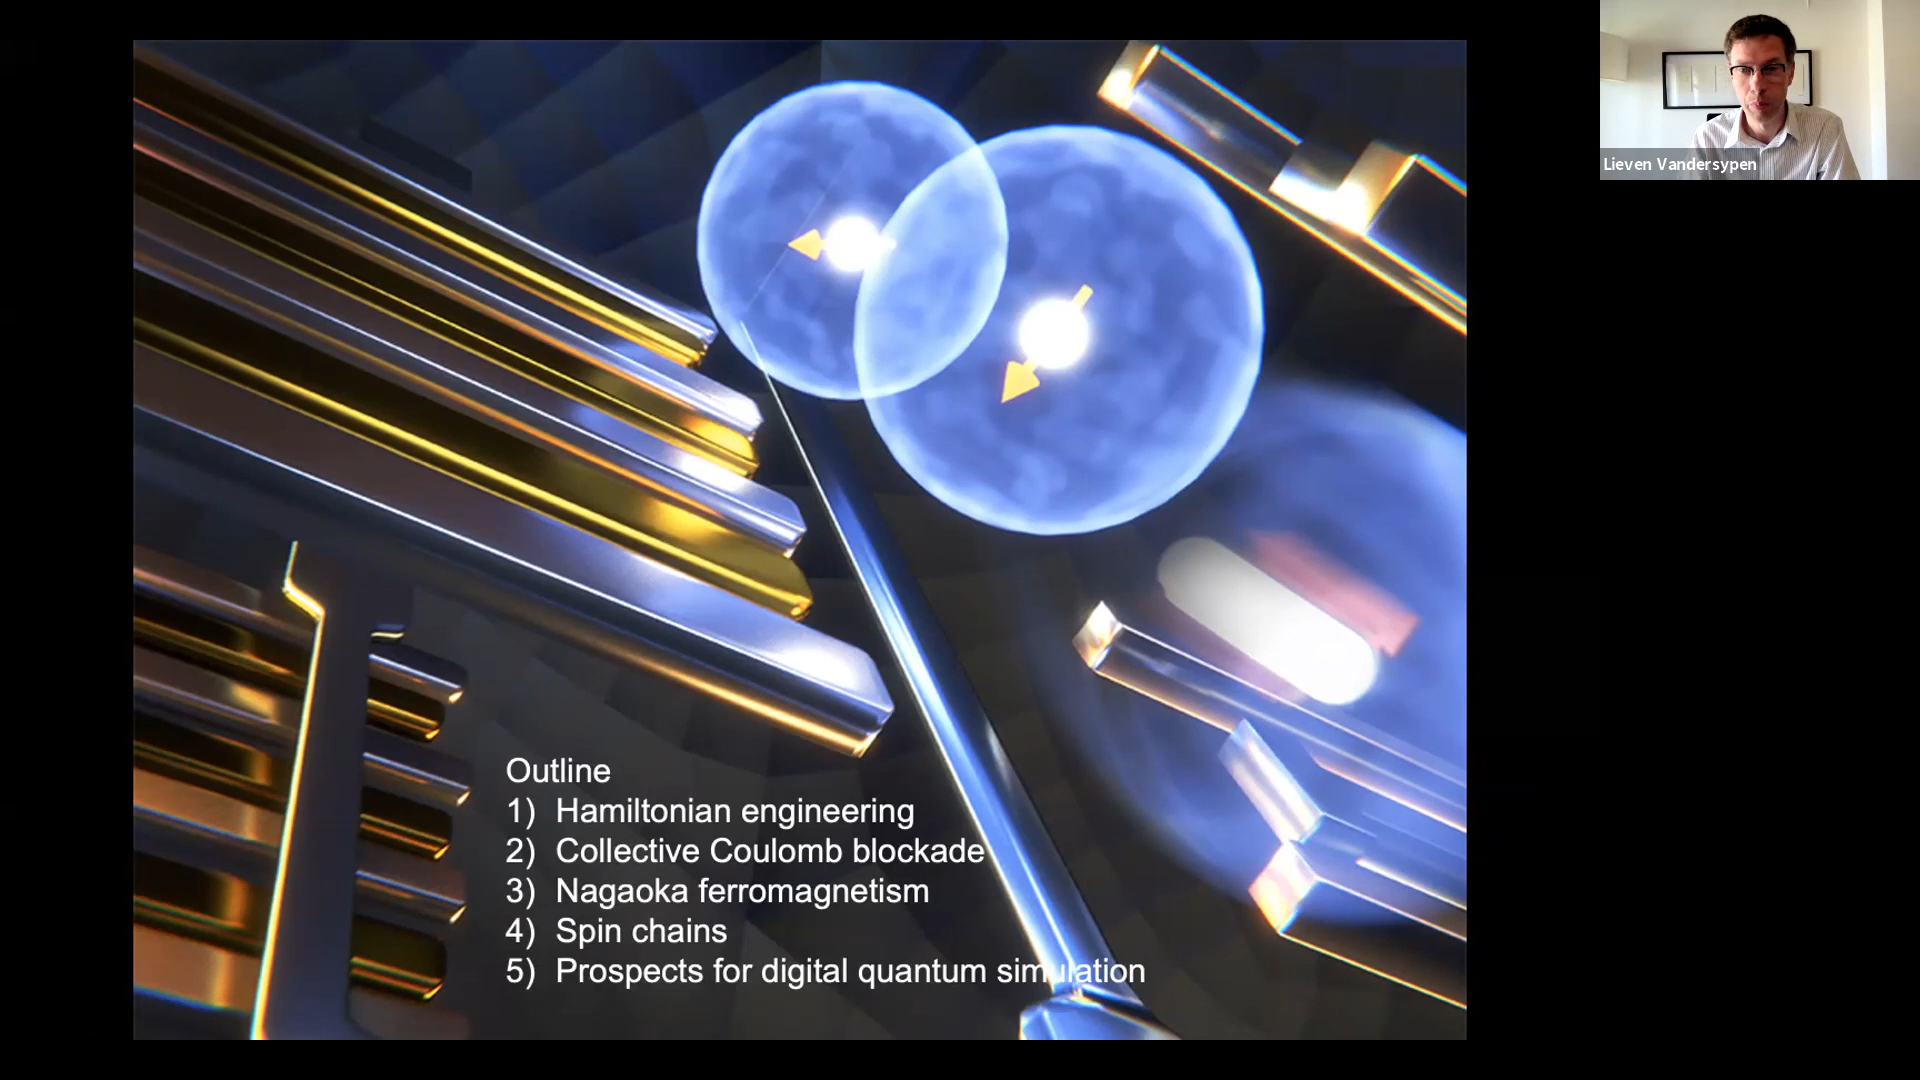 Lieven Vandersypen
Outline
1) Hamiltonian engineering
2) Collective Coulomb blockade
3) Nagaoka ferromagnetism
4) Spin chains
5) Prospects for digital quantum simulation